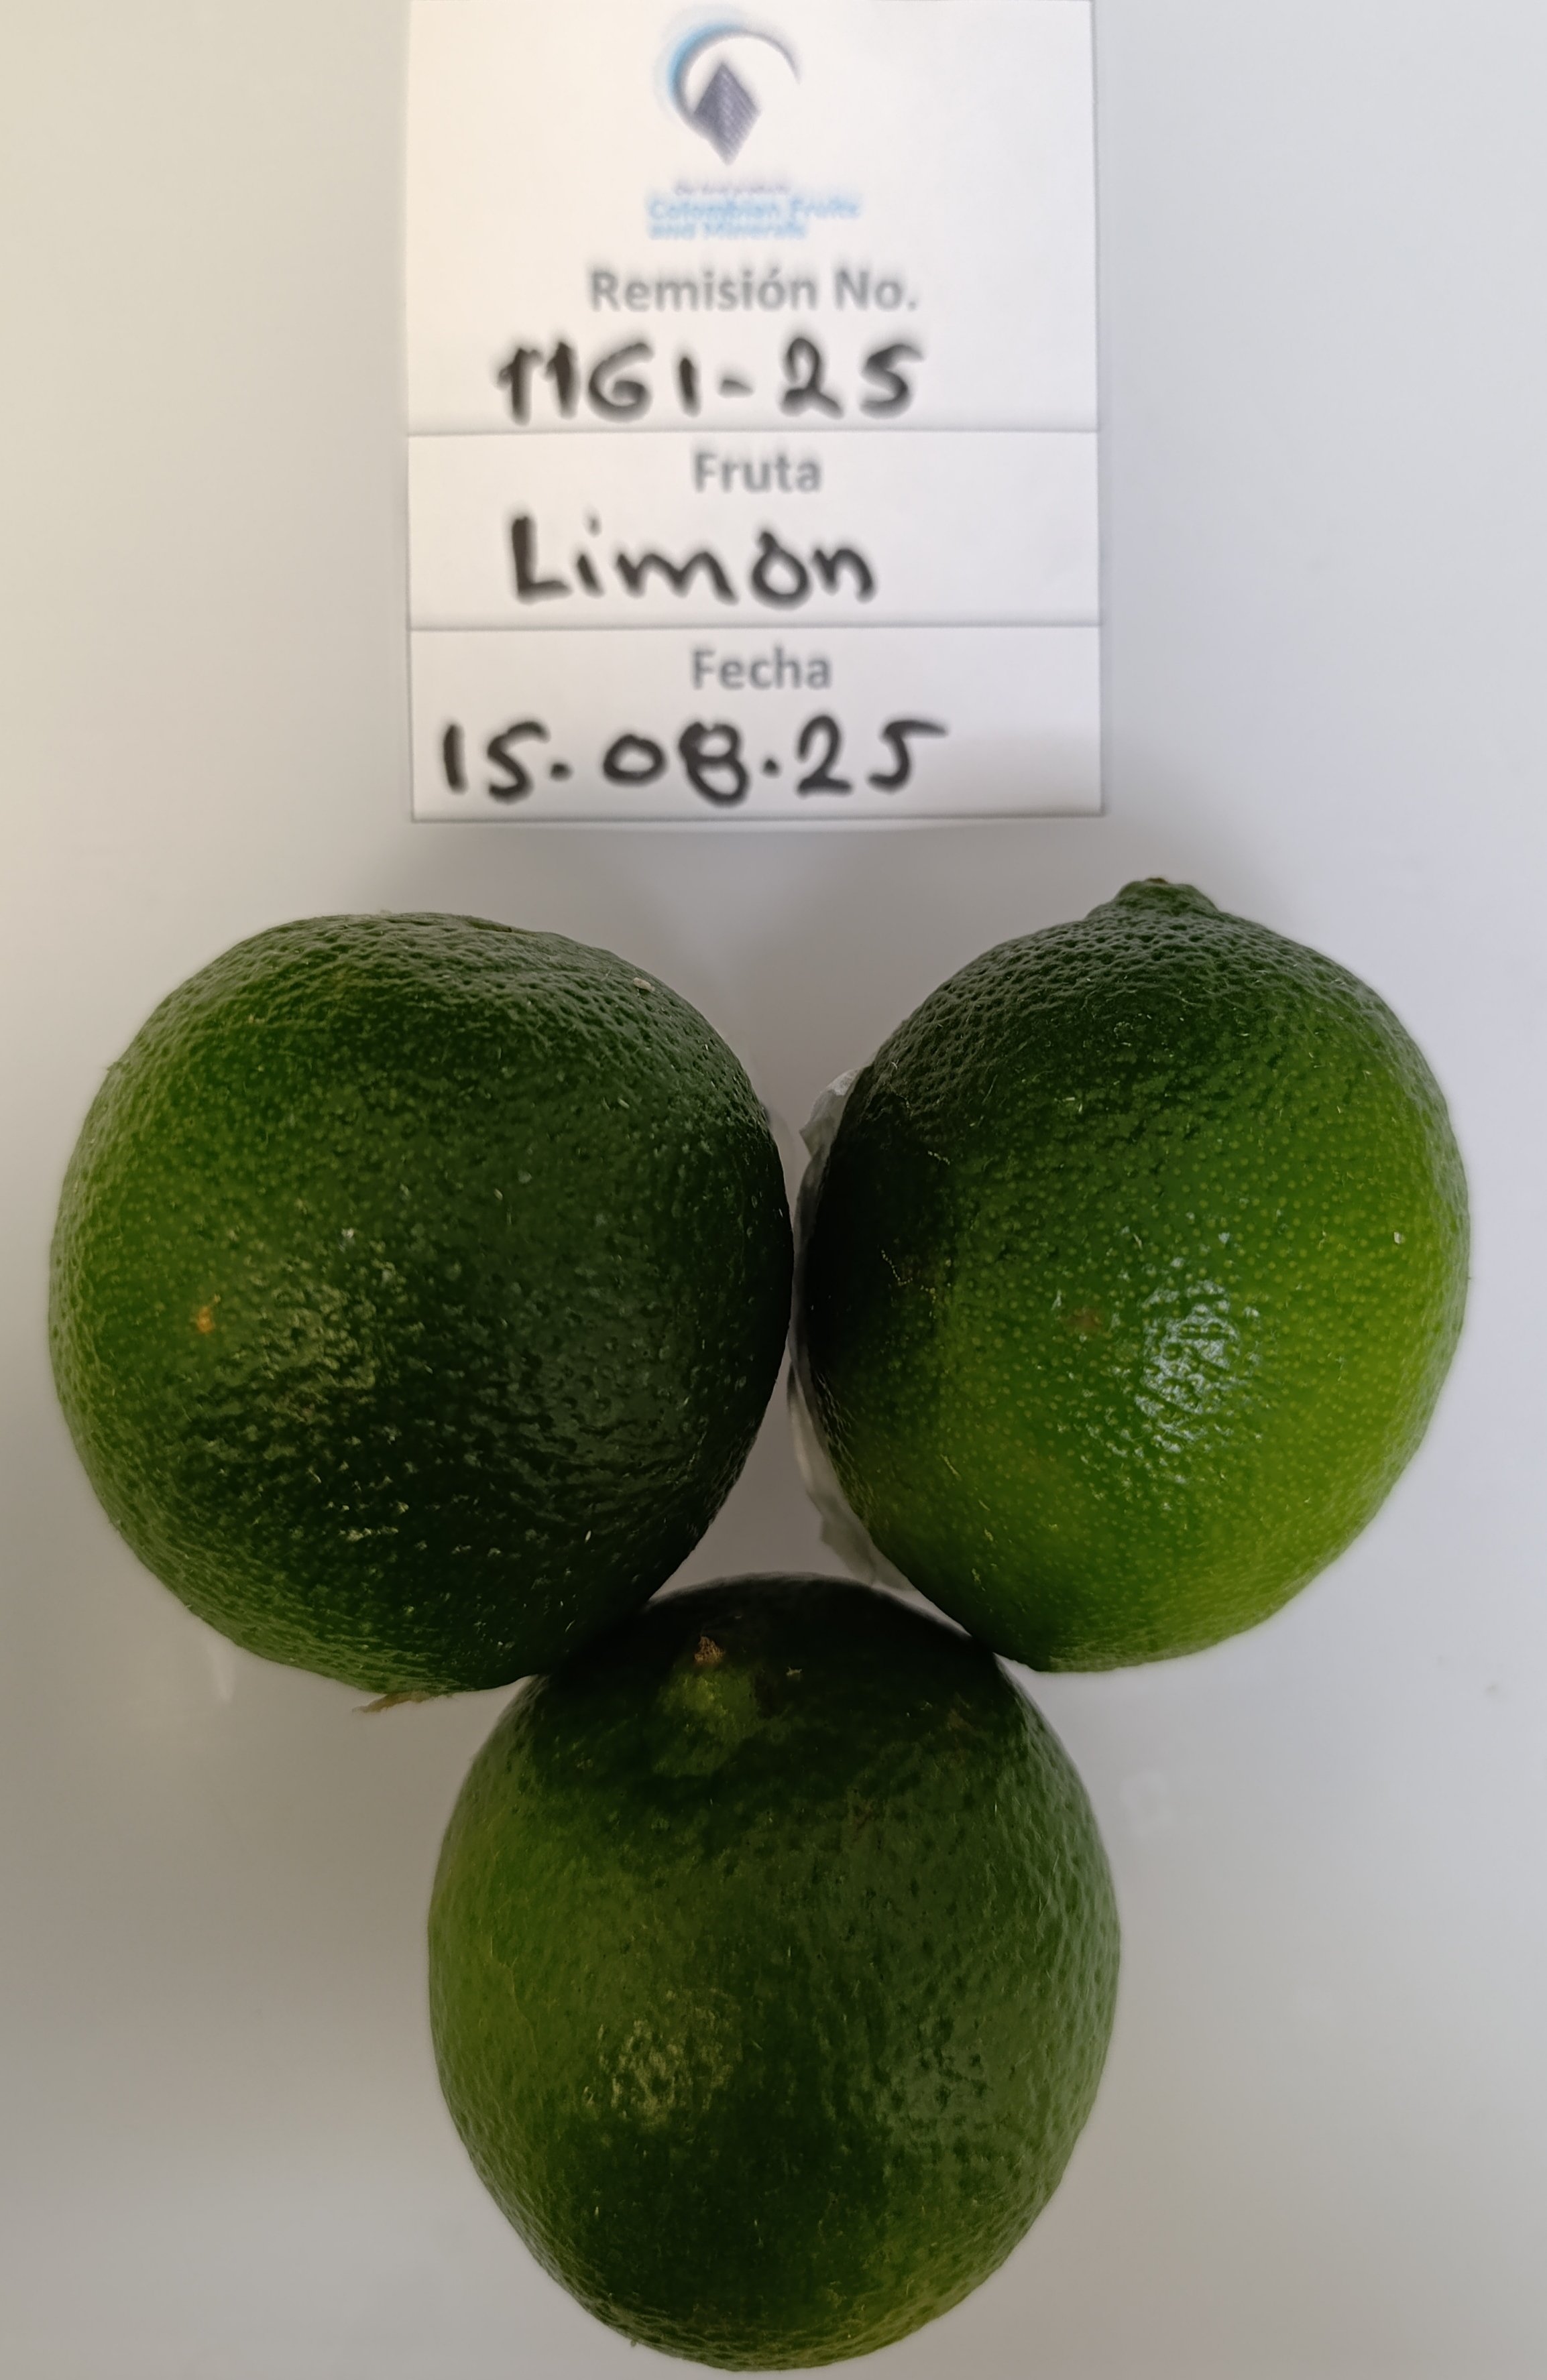 Colombian Fruits
and Minerals
Remisión No.
1161-25
Fruta
Limon
Fecha
15.08.25